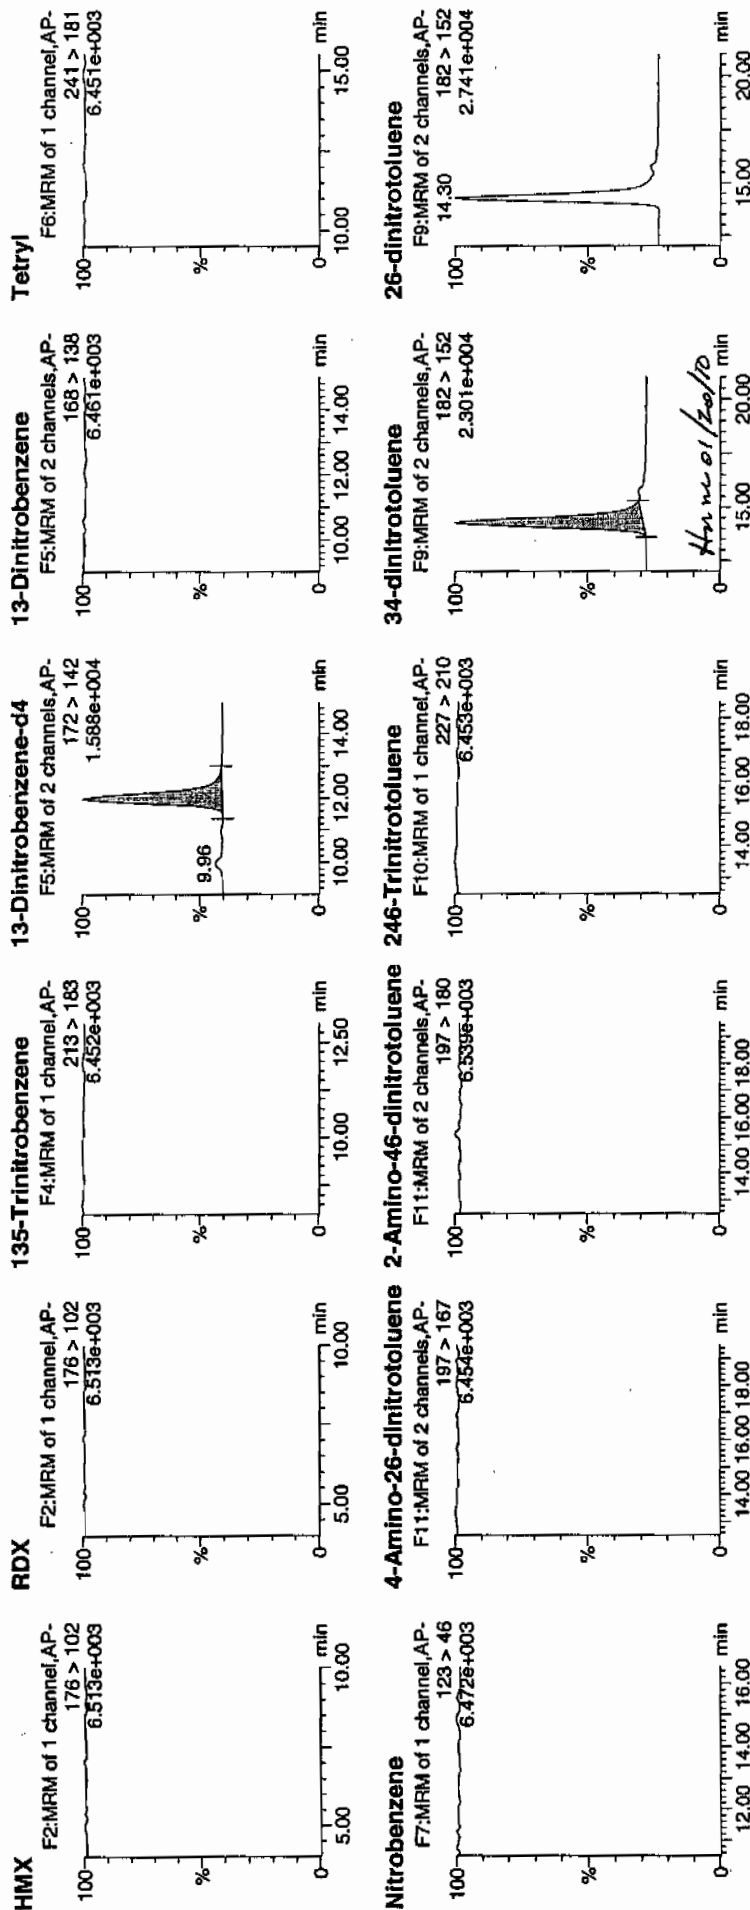 HMX
F2:MRM of 1 channel,AP-
176 > 102
6.513e+003
100
%
0
5.00 10.00 min
RDX
F2:MRM of 1 channel,AP-
176 > 102
6.513e+003
100
%
0
5.00 10.00 min
135-Trinitrobenzene
F4:MRM of 1 channel,AP-
213 > 183
6.452e+003
100
%
0
10.00 12.50 min
13-Dinitrobenzene-d4
F5:MRM of 2 channels,AP-
172 > 142
1.588e+004
100
9.96
%
0
10.00 12.00 14.00 min
13-Dinitrobenzene
F5:MRM of 2 channels,AP-
168 > 138
6.461e+003
100
%
0
10.00 12.00 14.00 min
Tetryl
F6:MRM of 1 channel,AP-
241 > 181
6.451e+003
100
%
0
10.00 15.00 min
Nitrobenzene
F7:MRM of 1 channel,AP-
123 > 46
6.472e+003
100
%
0
12.00 14.00 16.00 min
4-Amino-26-dinitrotoluene
F11:MRM of 2 channels,AP-
197 > 167
6.454e+003
100
%
0
14.00 16.00 18.00 min
2-Amino-46-dinitrotoluene
F11:MRM of 2 channels,AP-
197 > 180
6.539e+003
100
%
0
14.00 16.00 18.00 min
246-Trinitrotoluene
F10:MRM of 1 channel,AP-
227 > 210
6.453e+003
100
%
0
14.00 16.00 18.00 min
34-dinitrotoluene
F9:MRM of 2 channels,AP-
182 > 152
2.301e+004
100
%
0
15.00 20.00 min
01/20/10
26-dinitrotoluene
F9:MRM of 2 channels,AP-
182 > 152
2.741e+004
14.30
100
%
0
15.00 20.00 min